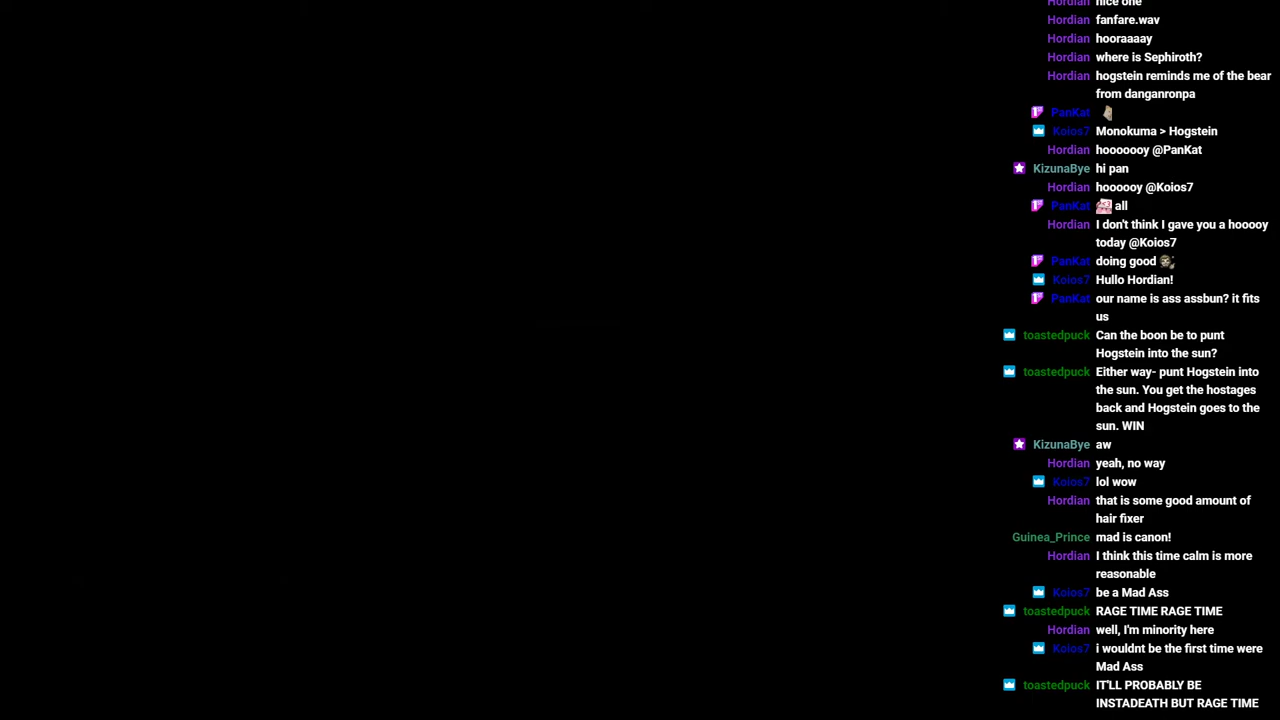 Hordian nice one
Hordian fanfare.wav
Hordian hooraaaay
Hordian where is Sephiroth?
Hordian hogstein reminds me of the bear
from danganronpa
PanKat
Koios7 Monokuma > Hogstein
Hordian hooooooy @PanKat
KizunaBye hi pan
Hordian hoooooy @Koios7
PanKat all
Hordian I don't think I gave you a hooooy
today @Koios7
PanKat doing good
Koios7 Hullo Hordian!
PanKat our name is ass assbun? it fits
us
toastedpuck Can the boon be to punt
Hogstein into the sun?
toastedpuck Either way- punt Hogstein into
the sun. You get the hostages
back and Hogstein goes to the
sun. WIN
KizunaBye aw
Hordian yeah, no way
Koios7 lol wow
Hordian that is some good amount of
hair fixer
Guinea_Prince mad is canon!
Hordian I think this time calm is more
reasonable
Koios7 be a Mad Ass
toastedpuck RAGE TIME RAGE TIME
Hordian well, I'm minority here
Koios7 i wouldnt be the first time were
Mad Ass
toastedpuck IT'LL PROBABLY BE
INSTADEATH BUT RAGE TIME